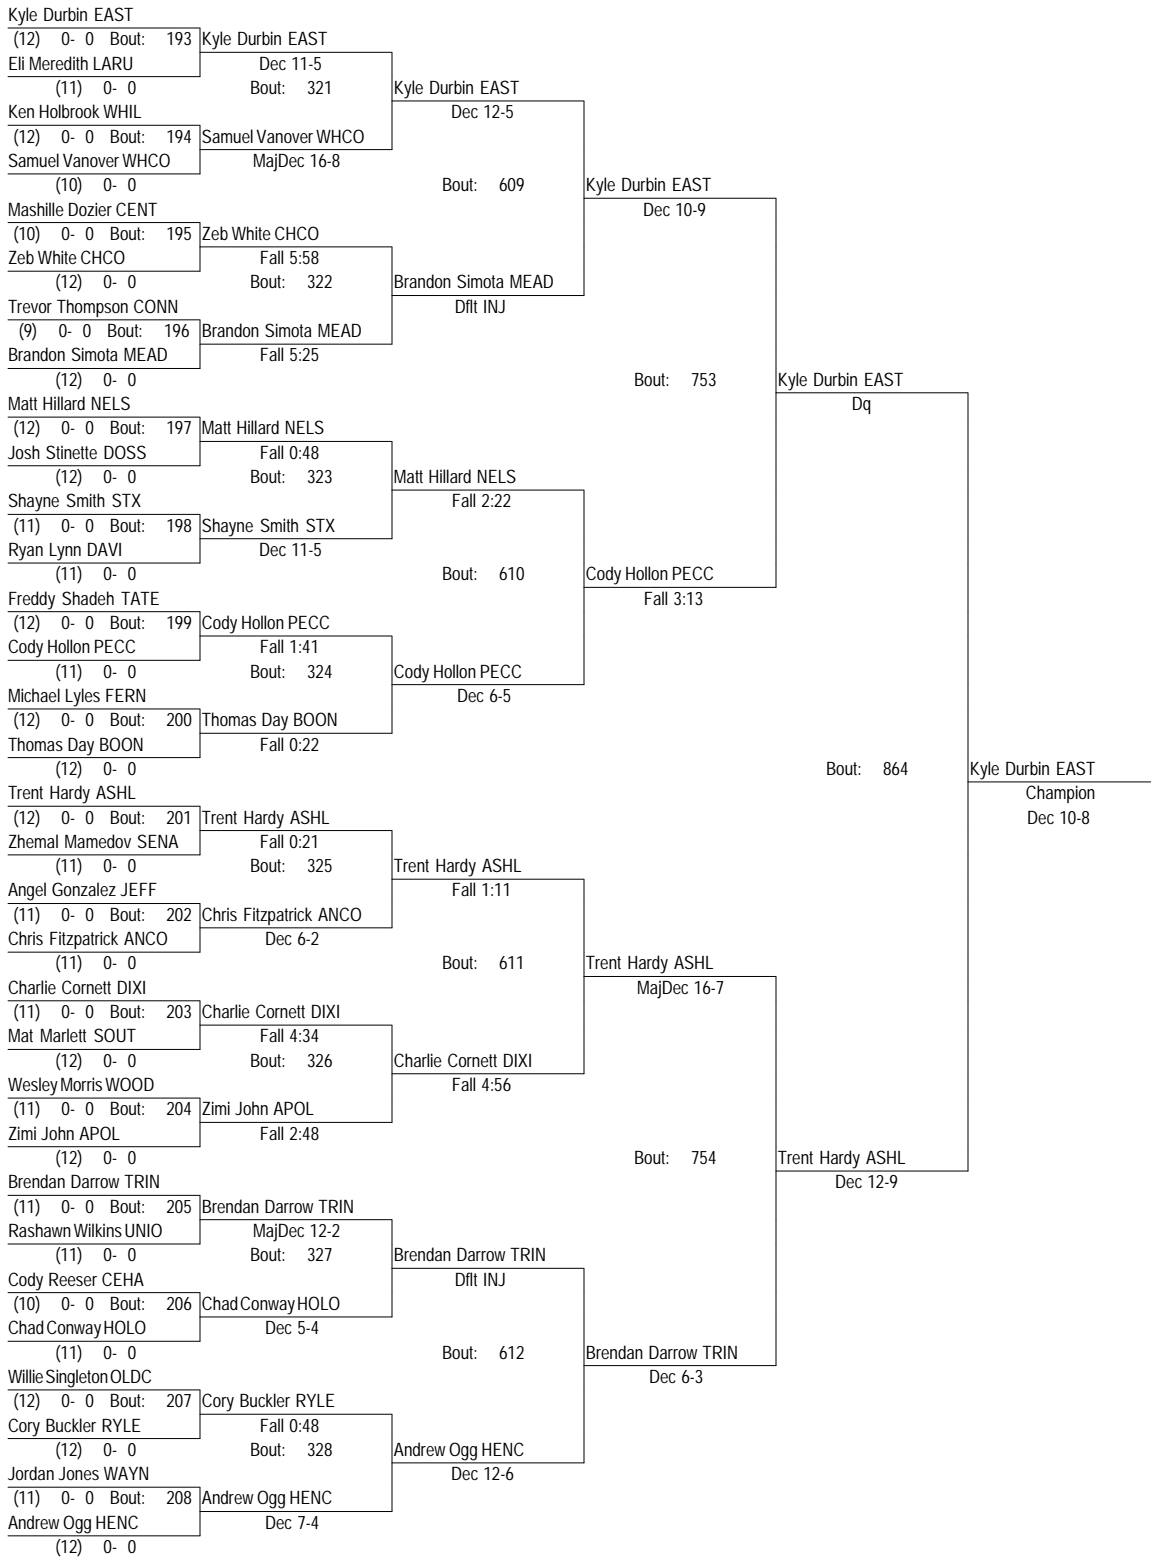 Kyle Durbin EAST
(12) 0- 0 Bout: 193 Kyle Durbin EAST
Eli Meredith LARU Dec 11-5
(11) 0- 0 Bout: 321 Kyle Durbin EAST
Ken Holbrook WHIL Dec 12-5
(12) 0- 0 Bout: 194 Samuel Vanover WHCO
Samuel Vanover WHCO MajDec 16-8
(10) 0- 0 Bout: 609 Kyle Durbin EAST
Mashille Dozier CENT Dec 10-9
(10) 0- 0 Bout: 195 Zeb White CHCO
Zeb White CHCO Fall 5:58
(12) 0- 0 Bout: 322 Brandon Simota MEAD
Trevor Thompson CONN Dflt INJ
(9) 0- 0 Bout: 196 Brandon Simota MEAD
Brandon Simota MEAD Fall 5:25
(12) 0- 0 Bout: 753 Kyle Durbin EAST
Matt Hillard NELS Dq
(12) 0- 0 Bout: 197 Matt Hillard NELS
Josh Stinette DOSS Fall 0:48
(12) 0- 0 Bout: 323 Matt Hillard NELS
Shayne Smith STX Fall 2:22
(11) 0- 0 Bout: 198 Shayne Smith STX
Ryan Lynn DAVI Dec 11-5
(11) 0- 0 Bout: 610 Cody Hollon PECC
Freddy Shadeh TATE Fall 3:13
(12) 0- 0 Bout: 199 Cody Hollon PECC
Cody Hollon PECC Fall 1:41
(11) 0- 0 Bout: 324 Cody Hollon PECC
Michael Lyles FERN Dec 6-5
(12) 0- 0 Bout: 200 Thomas Day BOON
Thomas Day BOON Fall 0:22
(12) 0- 0 Bout: 864 Kyle Durbin EAST
Trent Hardy ASHL Champion
(12) 0- 0 Bout: 201 Trent Hardy ASHL Dec 10-8
Zhemal Mamedov SENA Fall 0:21
(11) 0- 0 Bout: 325 Trent Hardy ASHL
Angel Gonzalez JEFF Fall 1:11
(11) 0- 0 Bout: 202 Chris Fitzpatrick ANCO
Chris Fitzpatrick ANCO Dec 6-2
(11) 0- 0 Bout: 611 Trent Hardy ASHL
Charlie Cornett DIXI MajDec 16-7
(11) 0- 0 Bout: 203 Charlie Cornett DIXI
Mat Marlett SOUT Fall 4:34
(12) 0- 0 Bout: 326 Charlie Cornett DIXI
Wesley Morris WOOD Fall 4:56
(11) 0- 0 Bout: 204 Zimi John APOL
Zimi John APOL Fall 2:48
(12) 0- 0 Bout: 754 Trent Hardy ASHL
Brendan Darrow TRIN Dec 12-9
(11) 0- 0 Bout: 205 Brendan Darrow TRIN
Rashawn Wilkins UNIO MajDec 12-2
(11) 0- 0 Bout: 327 Brendan Darrow TRIN
Cody Reeser CEHA Dflt INJ
(10) 0- 0 Bout: 206 Chad Conway HOLO
Chad Conway HOLO Dec 5-4
(11) 0- 0 Bout: 612 Brendan Darrow TRIN
Willie Singleton OLDC Dec 6-3
(12) 0- 0 Bout: 207 Cory Buckler RYLE
Cory Buckler RYLE Fall 0:48
(12) 0- 0 Bout: 328 Andrew Ogg HENC
Jordan Jones WAYN Dec 12-6
(11) 0- 0 Bout: 208 Andrew Ogg HENC
Andrew Ogg HENC Dec 7-4
(12) 0- 0